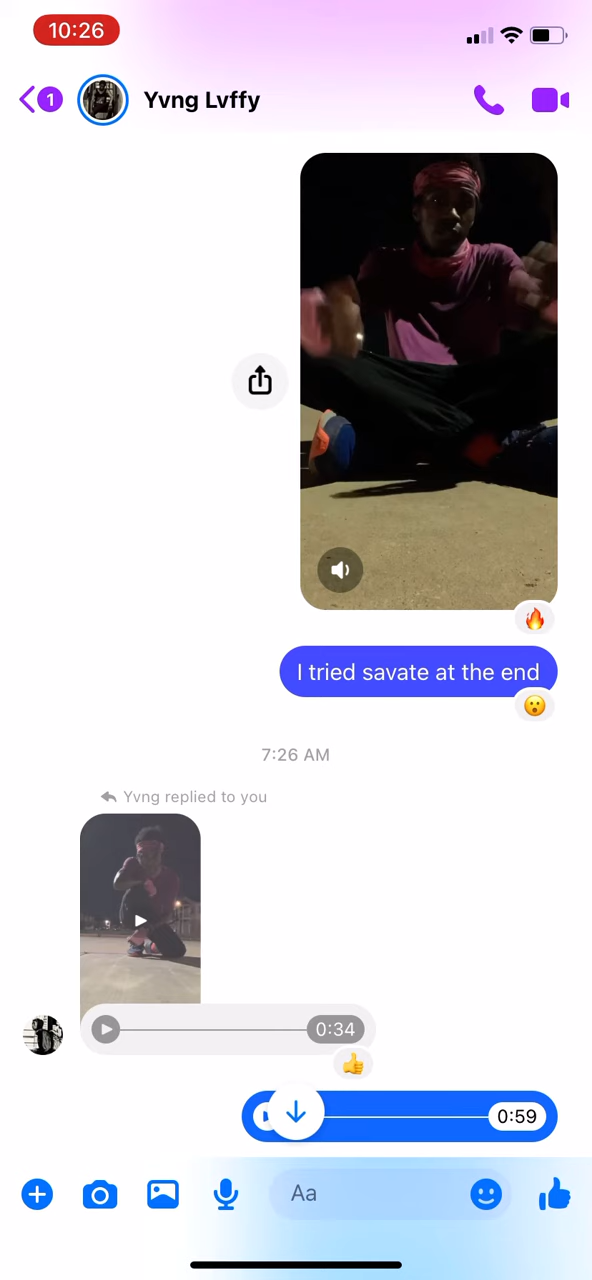 10:26
1
Yvng Lvffy
I tried savate at the end
7:26 AM
Yvng replied to you
0:34
0:59
Aa